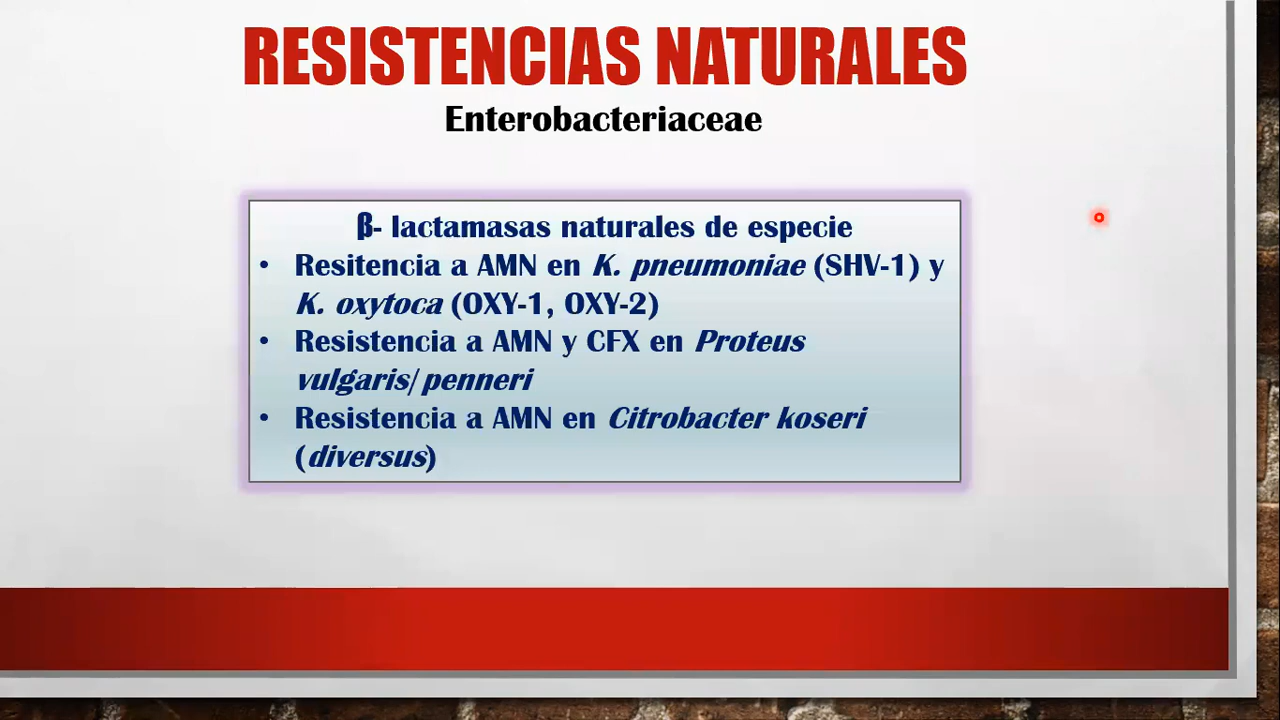 RESISTENCIAS NATURALES
Enterobacteriaceae
β- lactamasas naturales de especie
• Resitencia a AMN en K. pneumoniae (SHV-1) y
K. oxytoca (OXY-1, OXY-2)
• Resistencia a AMN y CFX en Proteus
vulgaris/penneri
• Resistencia a AMN en Citrobacter koseri
(diversus)